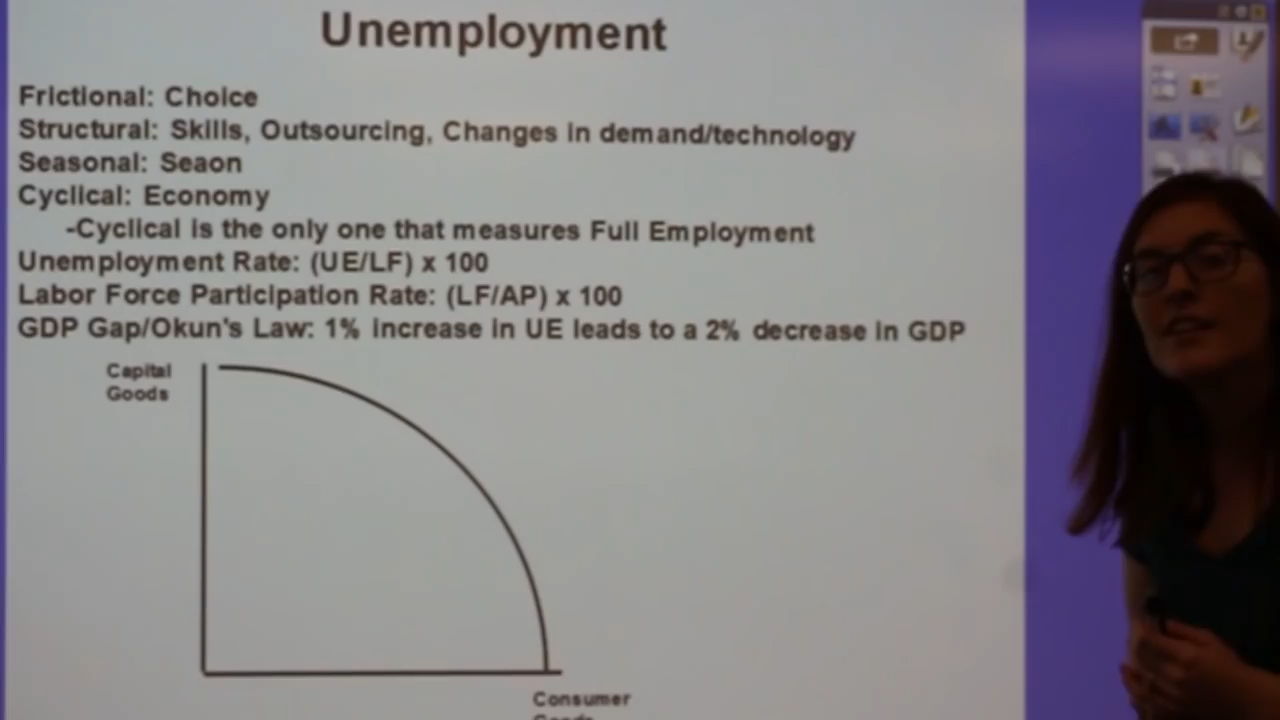 Unemployment
Frictional: Choice
Structural: Skills, Outsourcing, Changes in demand/technology
Seasonal: Seaon
Cyclical: Economy
-Cyclical is the only one that measures Full Employment
Unemployment Rate: (UE/LF) x 100
Labor Force Participation Rate: (LF/AP) x 100
GDP Gap/Okun's Law: 1% increase in UE leads to a 2% decrease in GDP
Capital
Goods
Consumer